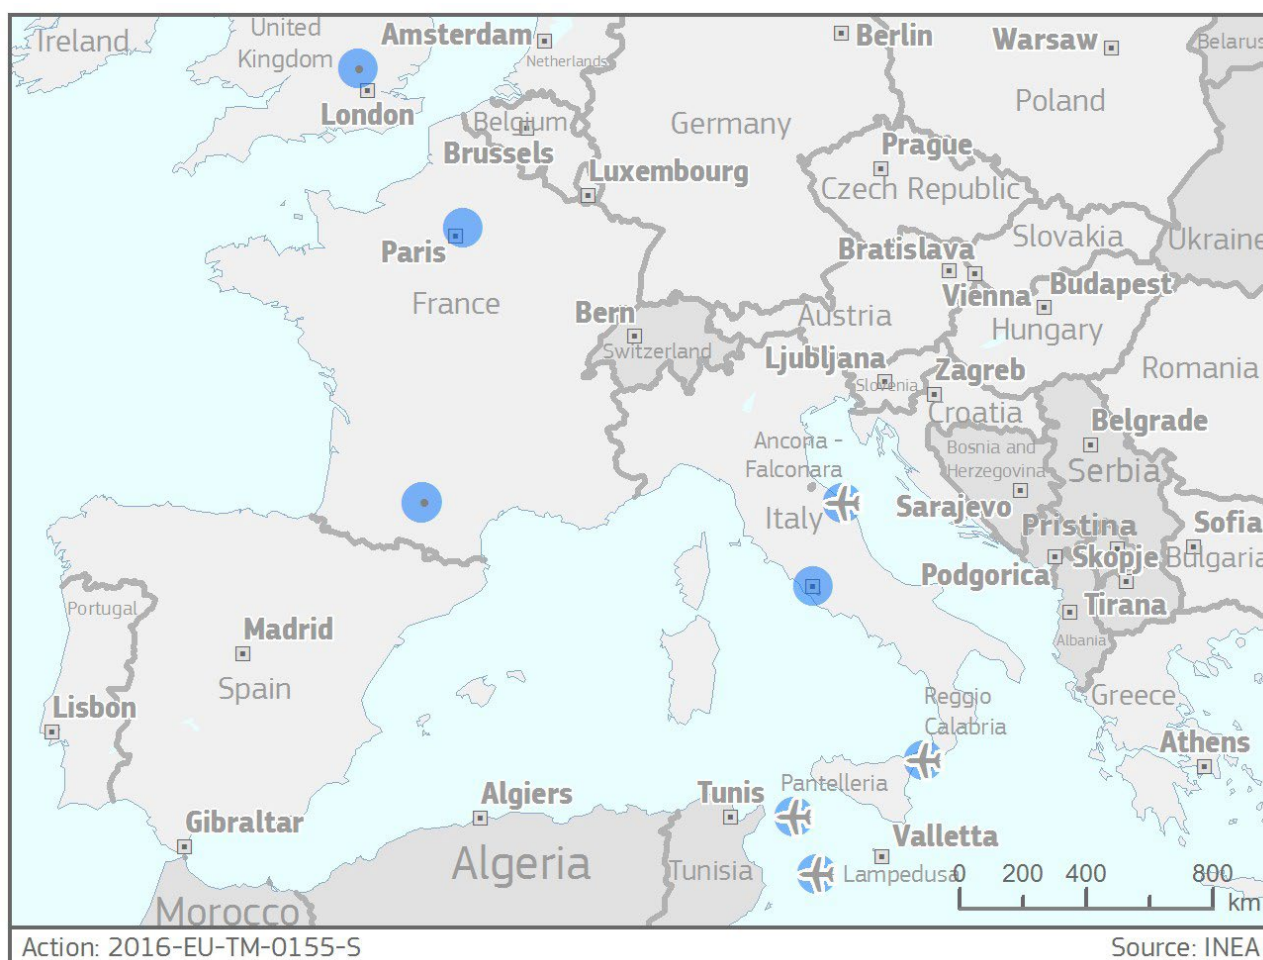 Ireland
United
Kingdom
Amsterdam
Netherlands
Berlin
Warsaw
Belarus
London
Belgium
Brussels
Germany
Poland
Luxembourg
Prague
Czech Republic
Paris
France
Slovakia
Ukraine
Bratislava
Vienna
Budapest
Bern
Switzerland
Austria
Hungary
Ljubljana
Slovenia
Zagreb
Croatia
Romania
Ancona -
Falconara
Italy
Bosnia and
Herzegovina
Belgrade
Serbia
Sarajevo
Pristina
Sofia
Podgorica
Skopje
Bulgaria
Tirana
Albania
Portugal
Madrid
Spain
Lisbon
Reggio
Calabria
Greece
Athens
Pantelleria
Gibraltar
Algiers
Tunis
Valletta
Algeria
Tunisia
Lampedusa
Morocco
0 200 400 800
km
Action: 2016-EU-TM-0155-S
Source: INEA